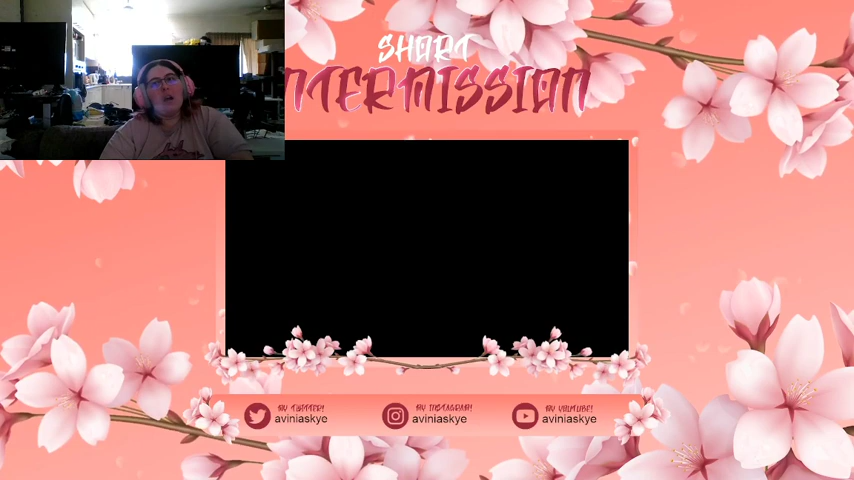 SHORT
INTERMISSION
MY TWITTER!
aviniaskye
MY INSTAGRAM!
aviniaskye
MY YOUTUBE!
aviniaskye